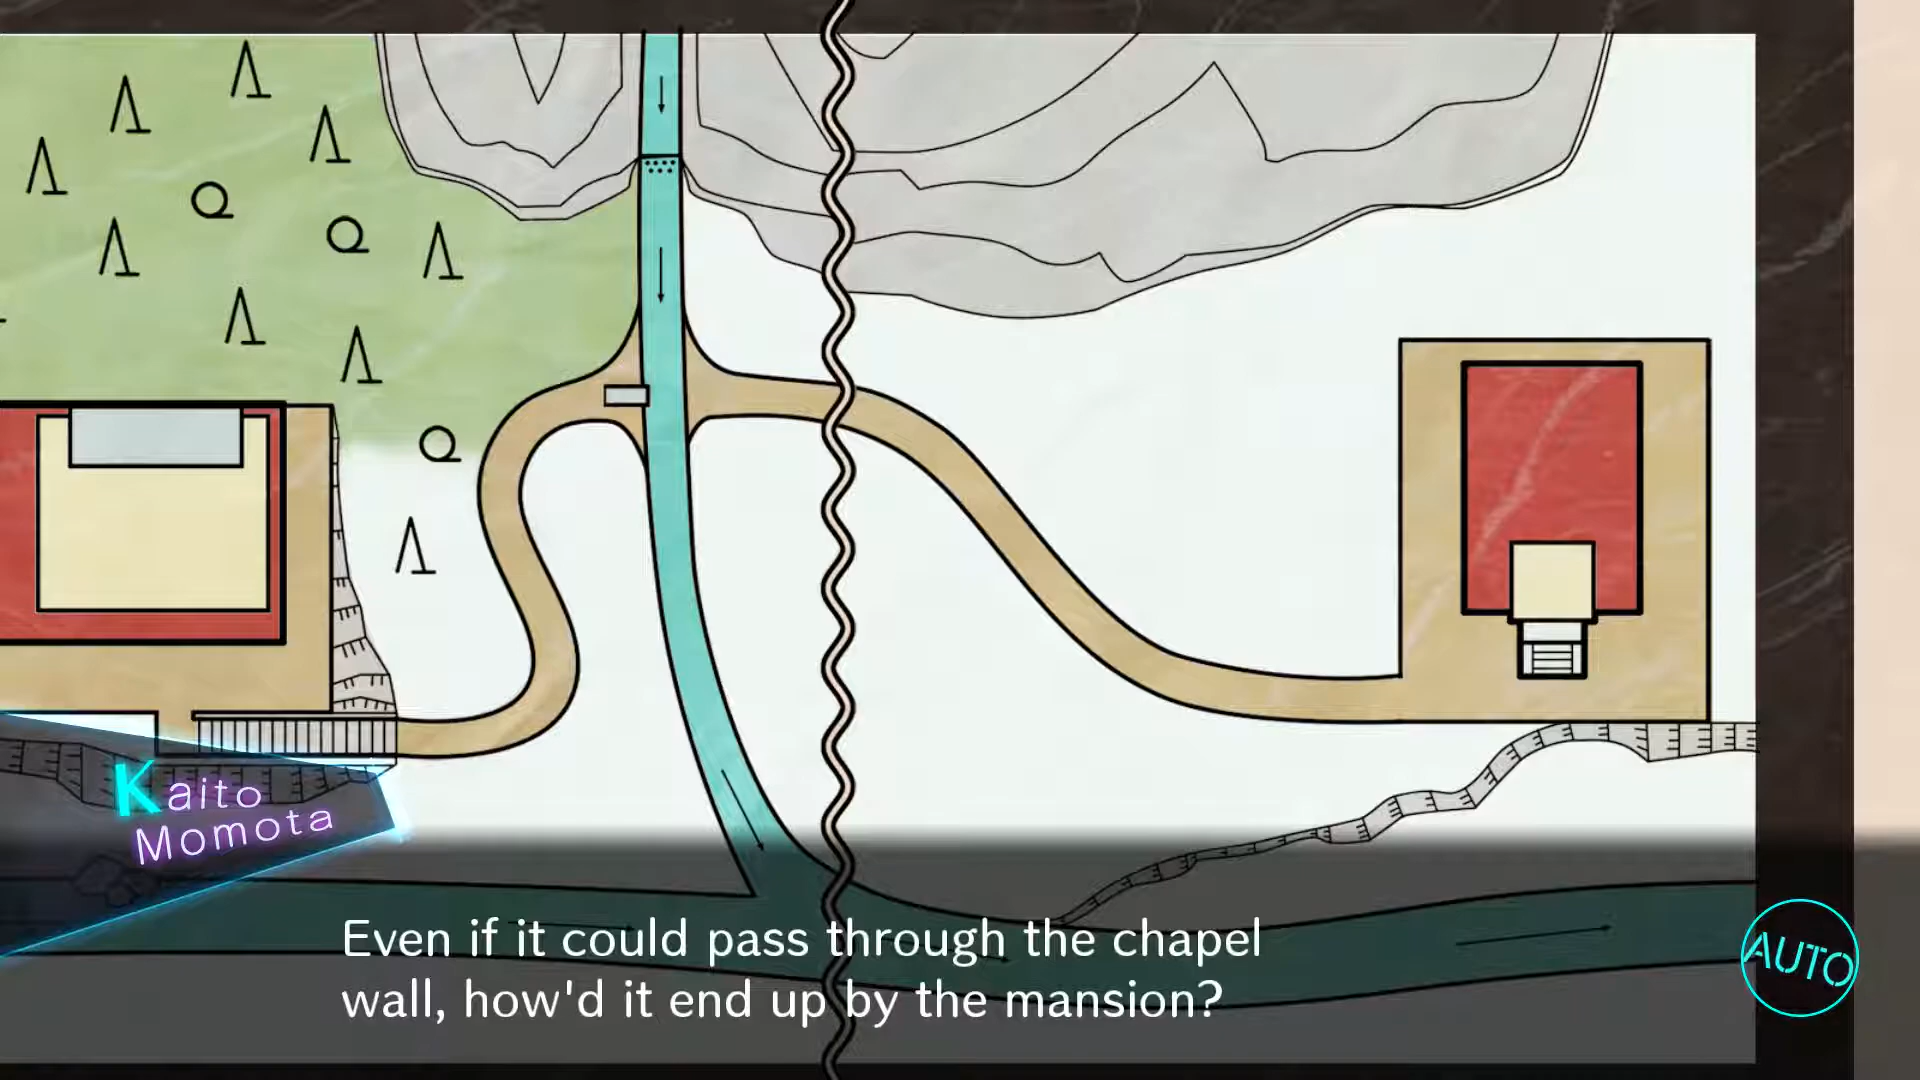 Kaito
Momota
Even if it could pass through the chapel
wall, how'd it end up by the mansion?
AUTO